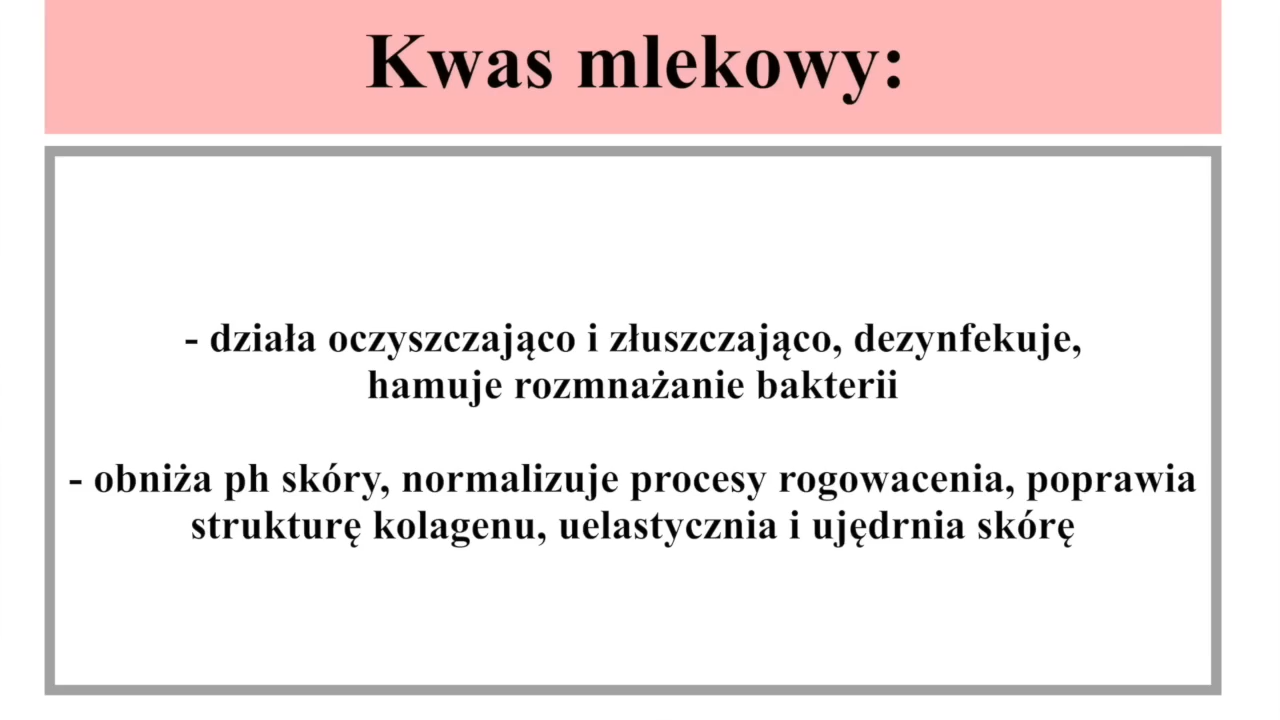 Kwas mlekowy:
- działa oczyszczająco i złuszczająco, dezynfekuje,
hamuje rozmnażanie bakterii
- obniża ph skóry, normalizuje procesy rogowacenia, poprawia
strukturę kolagenu, uelastycznia i ujędrnia skórę